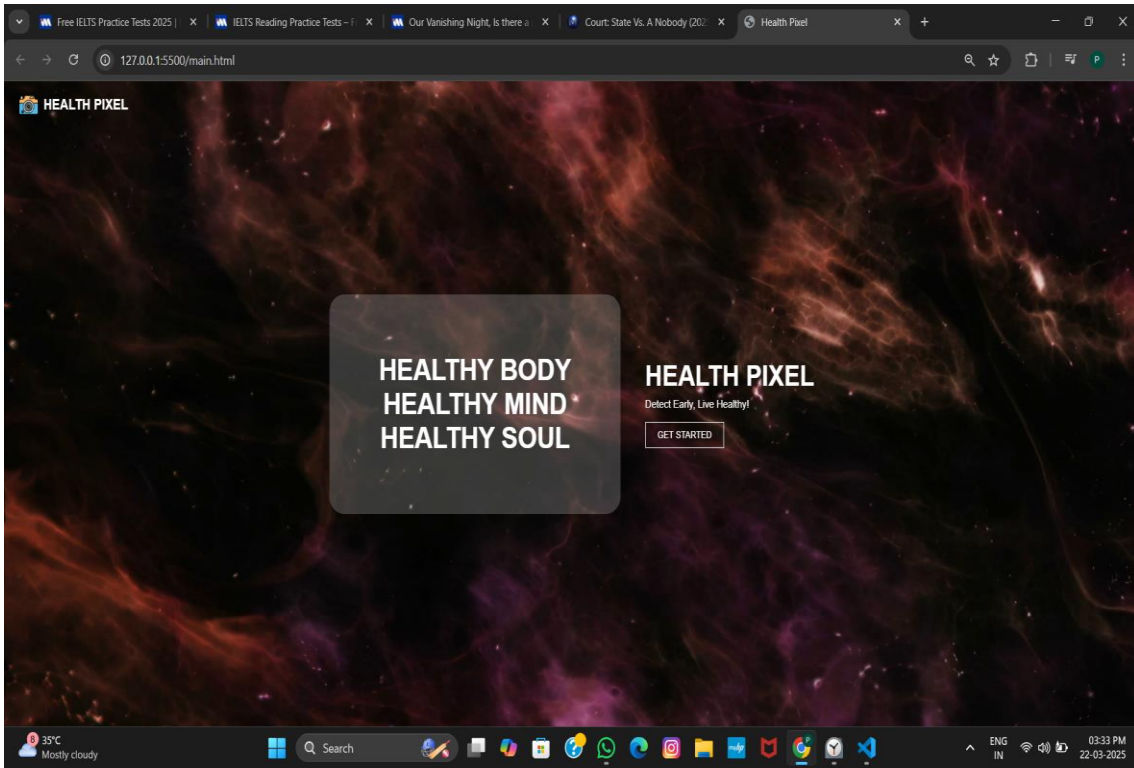 Free IELTS Practice Tests 2025 |
IELTS Reading Practice Tests – F
Our Vanishing Night, Is there a
Court: State Vs. A Nobody (202
Health Pixel
127.0.0.1:5500/main.html
P
HEALTH PIXEL
HEALTHY BODY
HEALTHY MIND
HEALTHY SOUL
HEALTH PIXEL
Detect Early, Live Healthy!
GET STARTED
8
35°C
Mostly cloudy
Search
ENG
IN
03:33 PM
22-03-2025